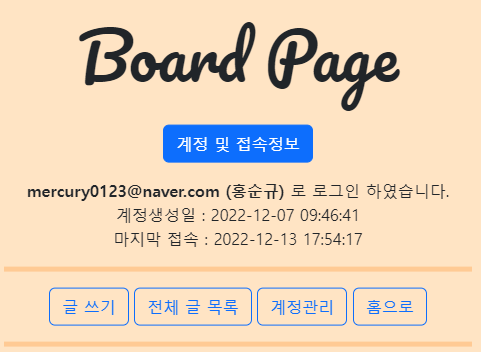 Board Page
계정 및 접속정보
mercury0123@naver.com (홍순규) 로 로그인 하였습니다.
계정생성일 : 2022-12-07 09:46:41
마지막 접속 : 2022-12-13 17:54:17
글 쓰기 전체 글 목록 계정관리 홈으로